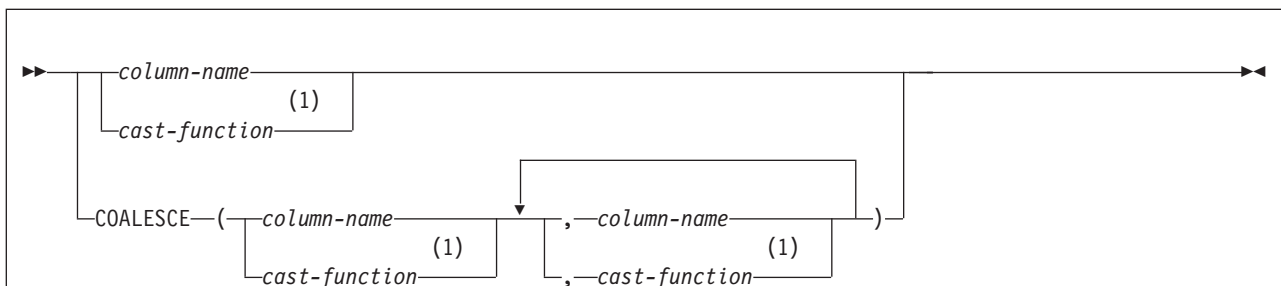 column-name
(1)
cast-function
COALESCE ( column-name , column-name )
(1) (1)
cast-function , cast-function